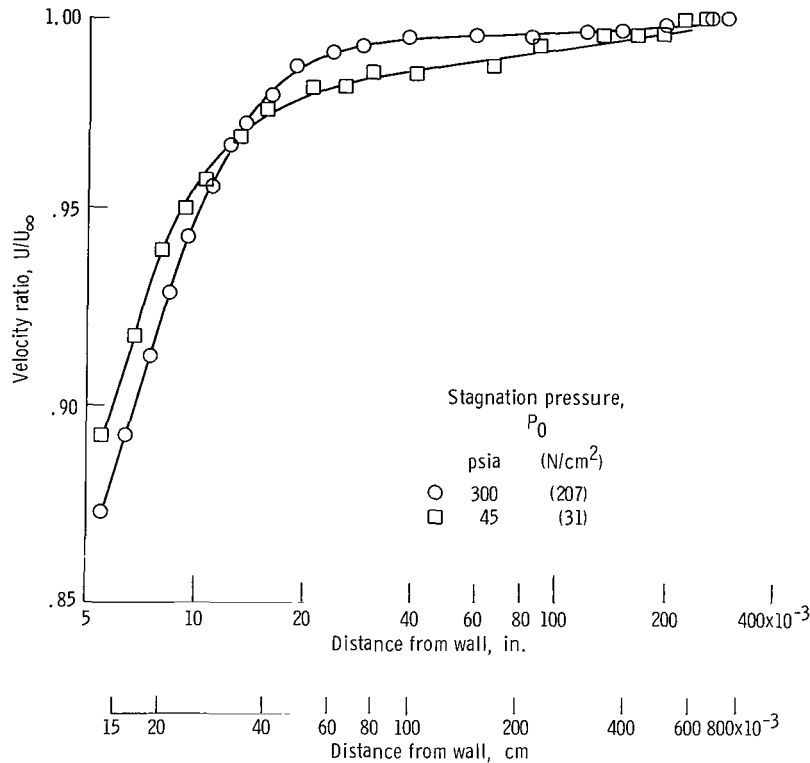 1.00
.95
.90
.85
Velocity ratio, U/U∞
Stagnation pressure,
P0
psia (N/cm2)
300 (207)
45 (31)
5 10 20 40 60 80 100 200 400x10-3
Distance from wall, in.
15 20 40 60 80 100 200 400 600 800x10-3
Distance from wall, cm